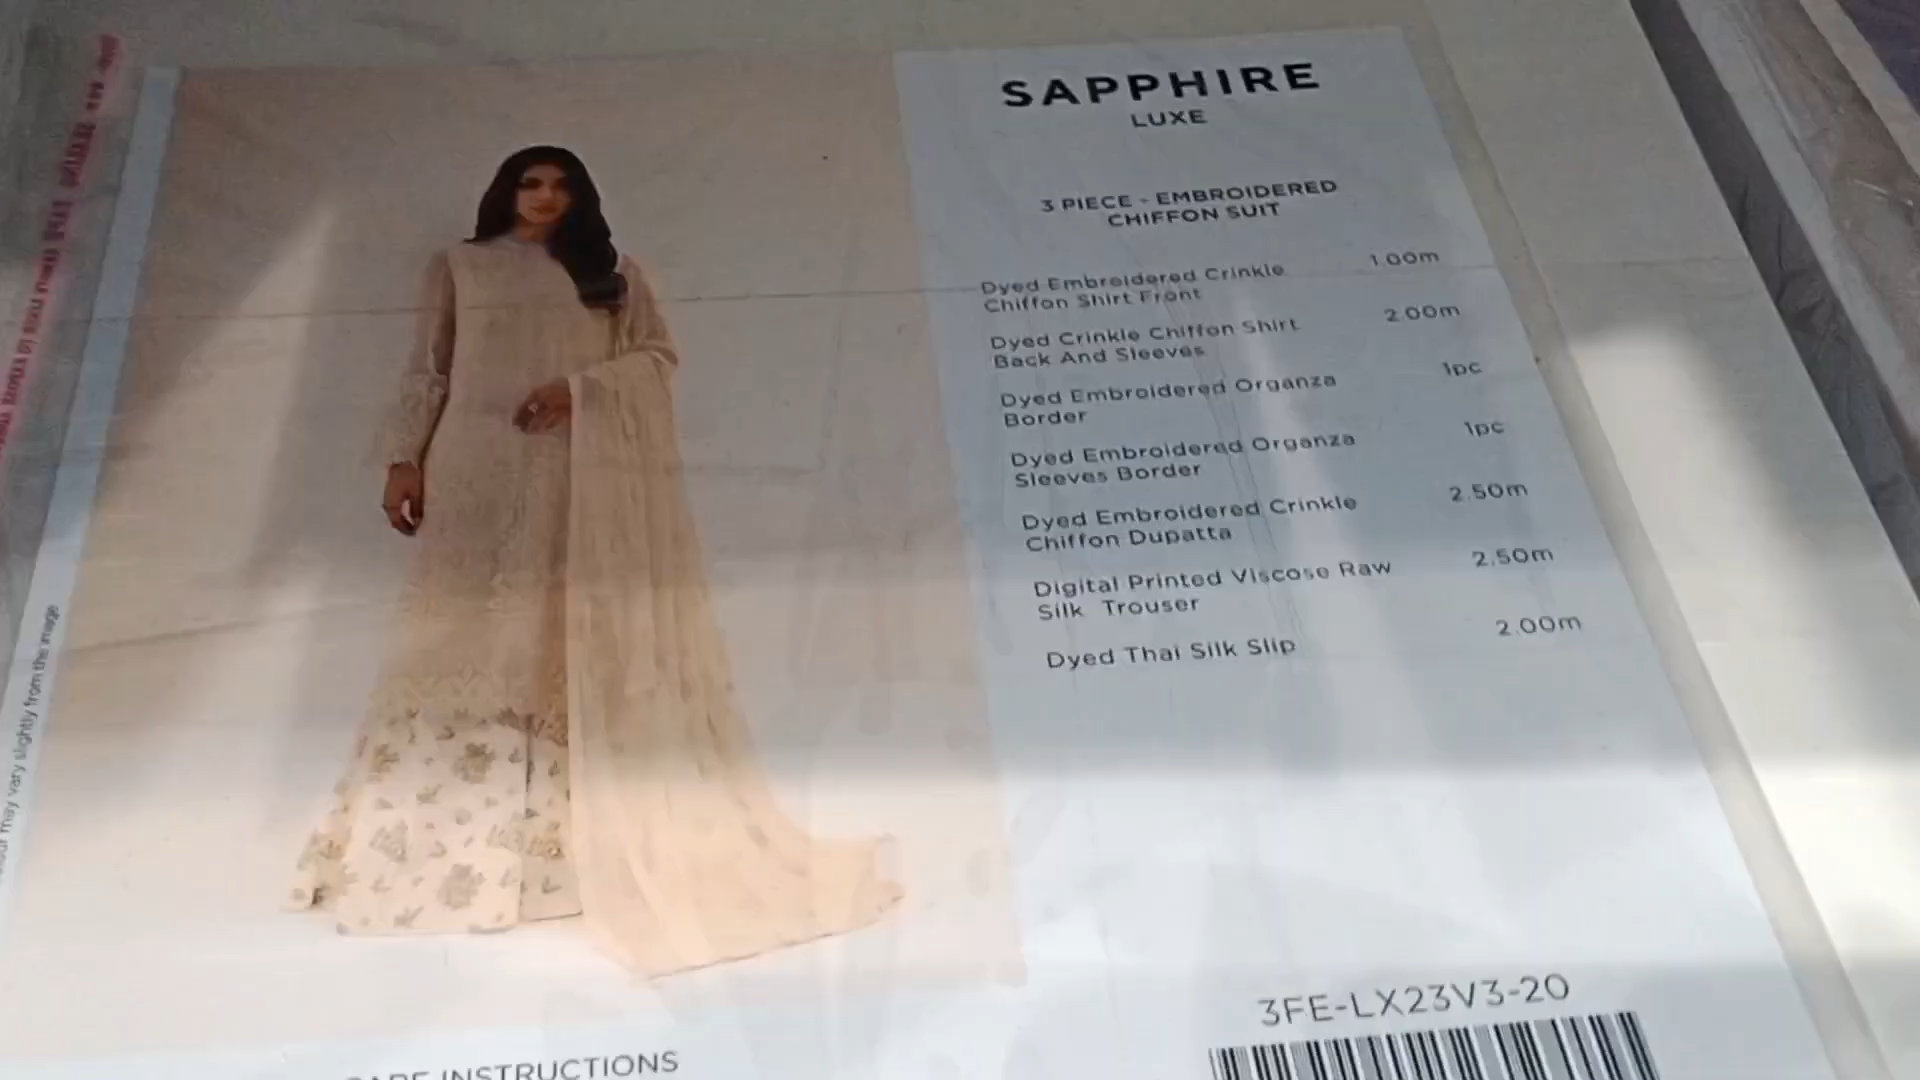 SAPPHIRE
LUXE
3 PIECE - EMBROIDERED
CHIFFON SUIT
Dyed Embroidered Crinkle 1.00m
Chiffon Shirt Front
Dyed Crinkle Chiffon Shirt 2.00m
Back And Sleeves
Dyed Embroidered Organza 1pc
Border
Dyed Embroidered Organza 1pc
Sleeves Border
Dyed Embroidered Crinkle 2.50m
Chiffon Dupatta
Digital Printed Viscose Raw 2.50m
Silk Trouser
Dyed Thai Silk Slip 2.00m
3FE-LX23V3-20
INSTRUCTIONS
may vary slightly from the image